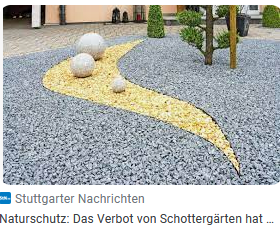 Stuttgarter Nachrichten
Naturschutz: Das Verbot von Schottergärten hat ...